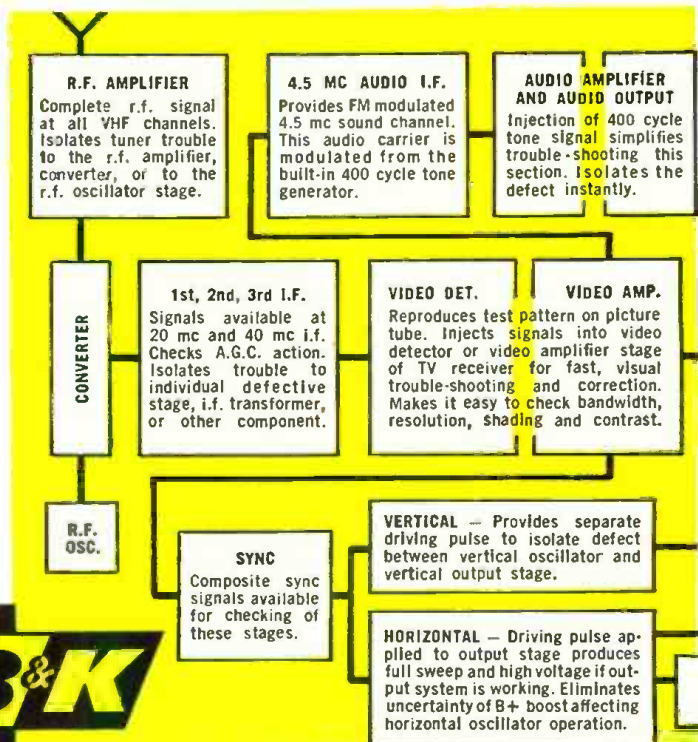 R.F. AMPLIFIER
Complete r.f. signal
at all VHF channels.
Isolates tuner trouble
to the r.f. amplifier,
converter, or to the
r.f. oscillator stage.
4.5 MC AUDIO I.F.
Provides FM modulated
4.5 mc sound channel.
This audio carrier is
modulated from the
built-in 400 cycle tone
generator.
AUDIO AMPLIFIER
AND AUDIO OUTPUT
Injection of 400 cycle
tone signal simplifies
trouble-shooting this
section. Isolates the
defect instantly.
CONVERTER
1st, 2nd, 3rd I.F.
Signals available at
20 mc and 40 mc i.f.
Checks A.G.C. action.
Isolates trouble to
individual defective
stage, i.f. transformer,
or other component.
VIDEO DET. VIDEO AMP.
Reproduces test pattern on picture
tube. Injects signals into video
detector or video amplifier stage
of TV receiver for fast, visual
trouble-shooting and correction.
Makes it easy to check bandwidth,
resolution, shading and contrast.
R.F.
OSC.
SYNC
Composite sync
signals available
for checking of
these stages.
VERTICAL — Provides separate
driving pulse to isolate defect
between vertical oscillator and
vertical output stage.
HORIZONTAL — Driving pulse ap-
plied to output stage produces
full sweep and high voltage if out-
put system is working. Eliminates
uncertainty of B+ boost affecting
horizontal oscillator operation.
B&K